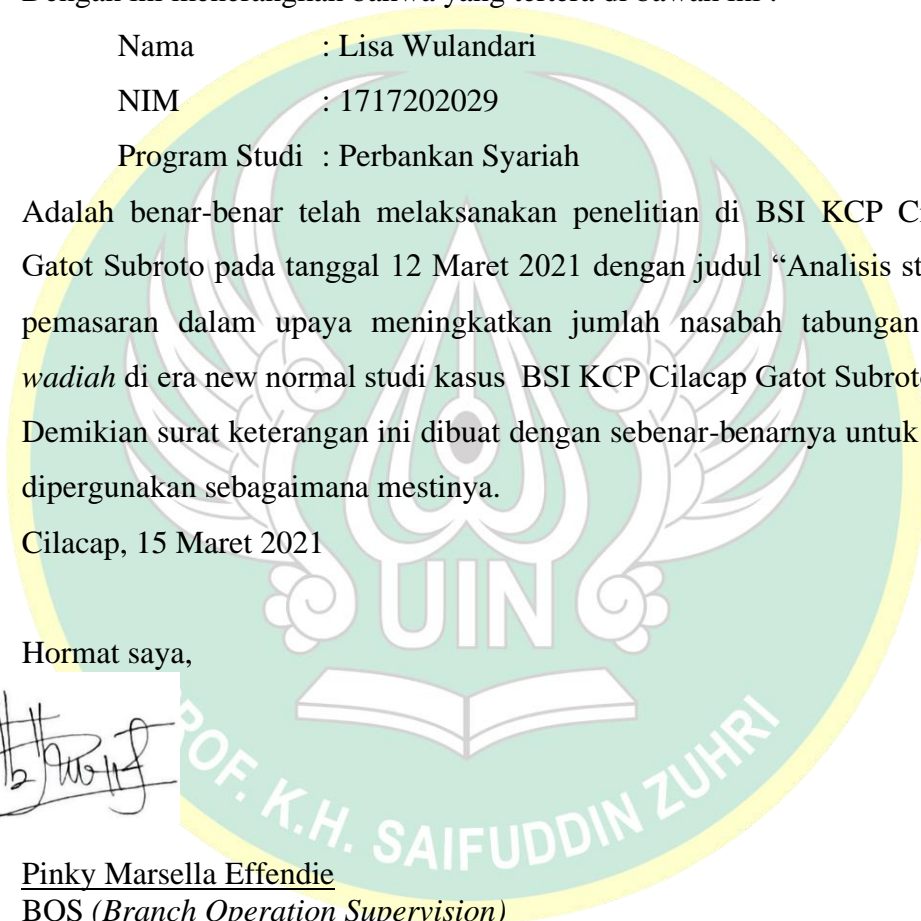 Dengan ini menerangkan bahwa yang tertera di bawah ini :
Nama : Lisa Wulandari
NIM : 1717202029
Program Studi : Perbankan Syariah
Adalah benar-benar telah melaksanakan penelitian di BSI KCP
Gatot Subroto pada tanggal 12 Maret 2021 dengan judul “Analisis
pemasaran dalam upaya meningkatkan jumlah nasabah tabungan
wadiah di era new normal studi kasus BSI KCP Cilacap Gatot Subroto
Demikian surat keterangan ini dibuat dengan sebenar-benarnya untuk
dipergunakan sebagaimana mestinya.
Cilacap, 15 Maret 2021
UIN
Hormat saya,
PROF. K.H. SAIFUDDIN ZUHRI
Pinky Marsella Effendie
BOS (Branch Operation Supervision)